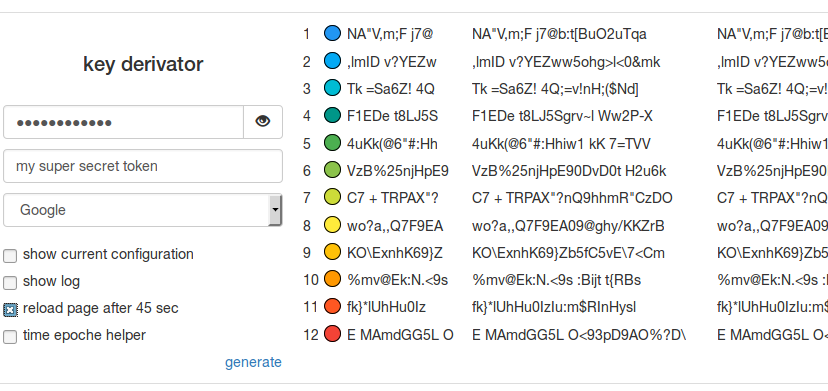 key derivator
my super secret token
Google
show current configuration
show log
reload page after 45 sec
time epoche helper
generate
1 NA"V,m;F j7@ NA"V,m;F j7@b:t[BuO2uTqa NA"V,m;F j7@b:t[B
2 ,lmID v?YEZw ,lmID v?YEZww5ohg>l<0&mk ,lmID v?YEZww5o
3 Tk =Sa6Z! 4Q Tk =Sa6Z! 4Q;=v!nH;($Nd] Tk =Sa6Z! 4Q;=v!
4 F1EDe t8LJ5S F1EDe t8LJ5Sgrv~l Ww2P-X F1EDe t8LJ5Sgrv
5 4uKk(@6"#:Hh 4uKk(@6"#:Hhiw1 kK 7=TVV 4uKk(@6"#:Hhiw1
6 VzB%25njHpE9 VzB%25njHpE90DvD0t H2u6k VzB%25njHpE90
7 C7 + TRPAX"? C7 + TRPAX"?nQ9hhmR"CzDO C7 + TRPAX"?nQ
8 wo?a,,Q7F9EA wo?a,,Q7F9EA09@ghy/KKZrB wo?a,,Q7F9EA0
9 KO\ExnhK69}Z KO\ExnhK69}Zb5fC5vE\7<Cm KO\ExnhK69}Zb
10 %mv@Ek:N.<9s %mv@Ek:N.<9s :Bijt t{RBs %mv@Ek:N.<9s :
11 fk}*lUhHu0Iz fk}*lUhHu0IzIu:m$RInHysl fk}*lUhHu0IzIu:m
12 E MAmdGG5L O E MAmdGG5L O<93pD9AO%?D\ E MAmdGG5L O<